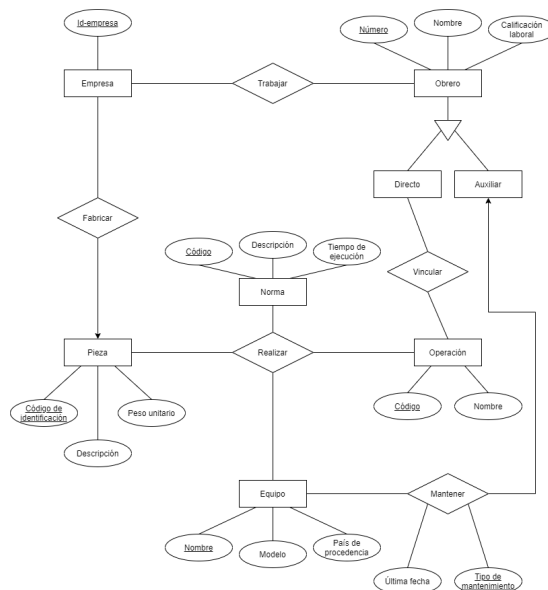 Id-empresa
Número
Nombre
Calificación
laboral
Empresa
Trabajar
Obrero
Directo
Auxiliar
Fabricar
Código
Descripción
Tiempo de
ejecución
Vincular
Norma
Pieza
Realizar
Operación
Código de
identificación
Peso unitario
Descripción
Código
Nombre
Equipo
Mantener
Nombre
Modelo
País de
procedencia
Última fecha
Tipo de
mantenimiento